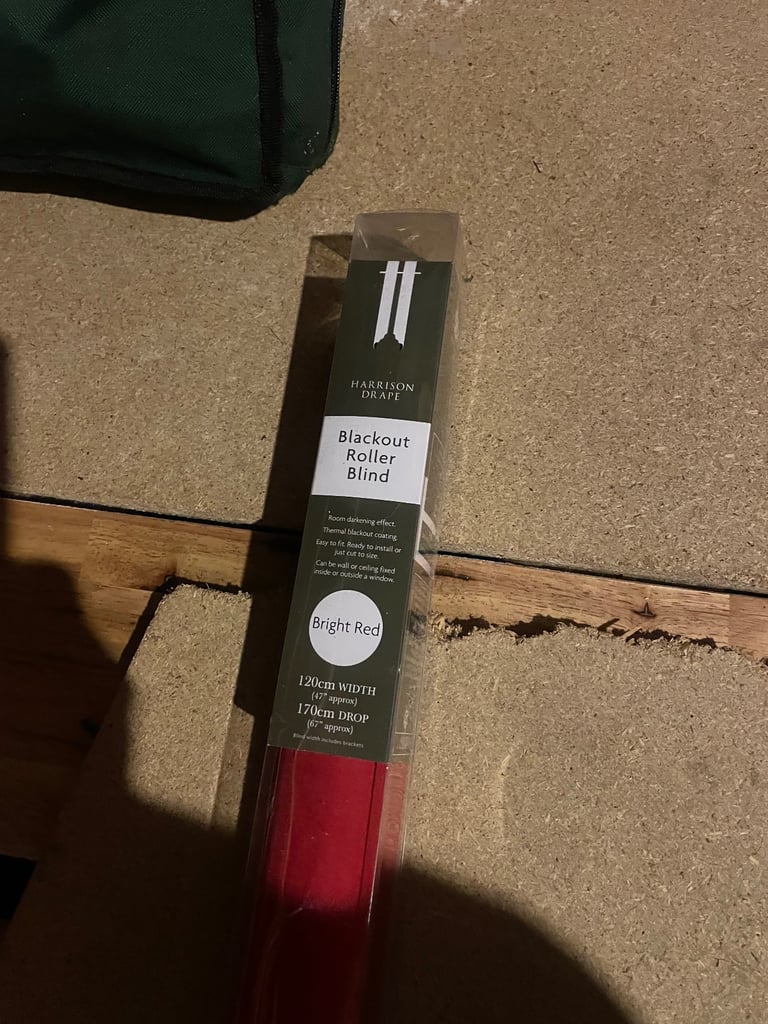 HARRISON
DRAPE
Blackout
Roller
Blind
Room darkening effect.
Thermal blackout coating.
Easy to fit. Ready to install or
just cut to size.
Can be wall or ceiling fixed
inside or outside a window.
Bright Red
120cm WIDTH
(47" approx)
170cm DROP
(67" approx)
Blind width includes brackets